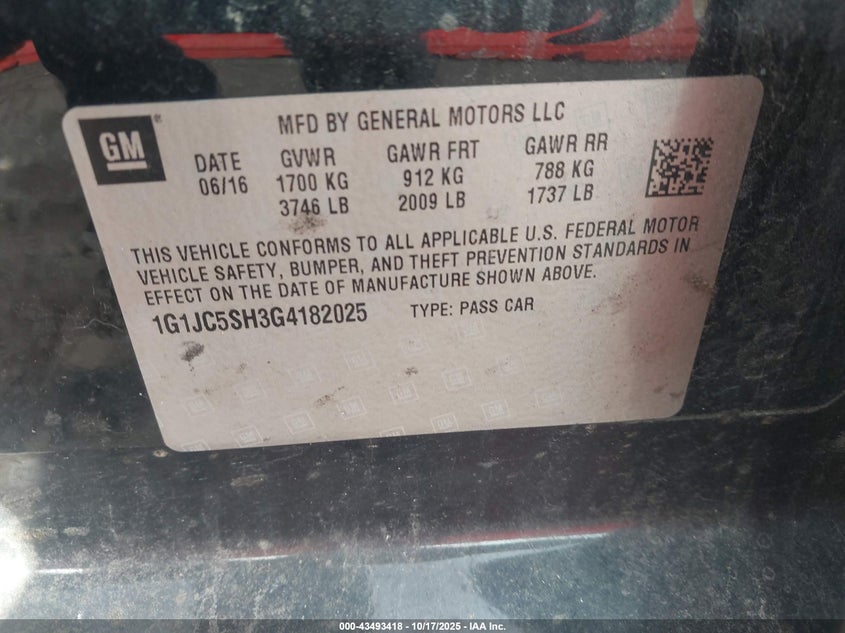 GM
MFD BY GENERAL MOTORS LLC
DATE GVWR GAWR FRT GAWR RR
06/16 1700 KG 912 KG 788 KG
3746 LB 2009 LB 1737 LB
THIS VEHICLE CONFORMS TO ALL APPLICABLE U.S. FEDERAL MOTOR
VEHICLE SAFETY, BUMPER, AND THEFT PREVENTION STANDARDS IN
EFFECT ON THE DATE OF MANUFACTURE SHOWN ABOVE.
1G1JC5SH3G4182025 TYPE: PASS CAR
000-43493418 - 10/17/2025 - IAA Inc.